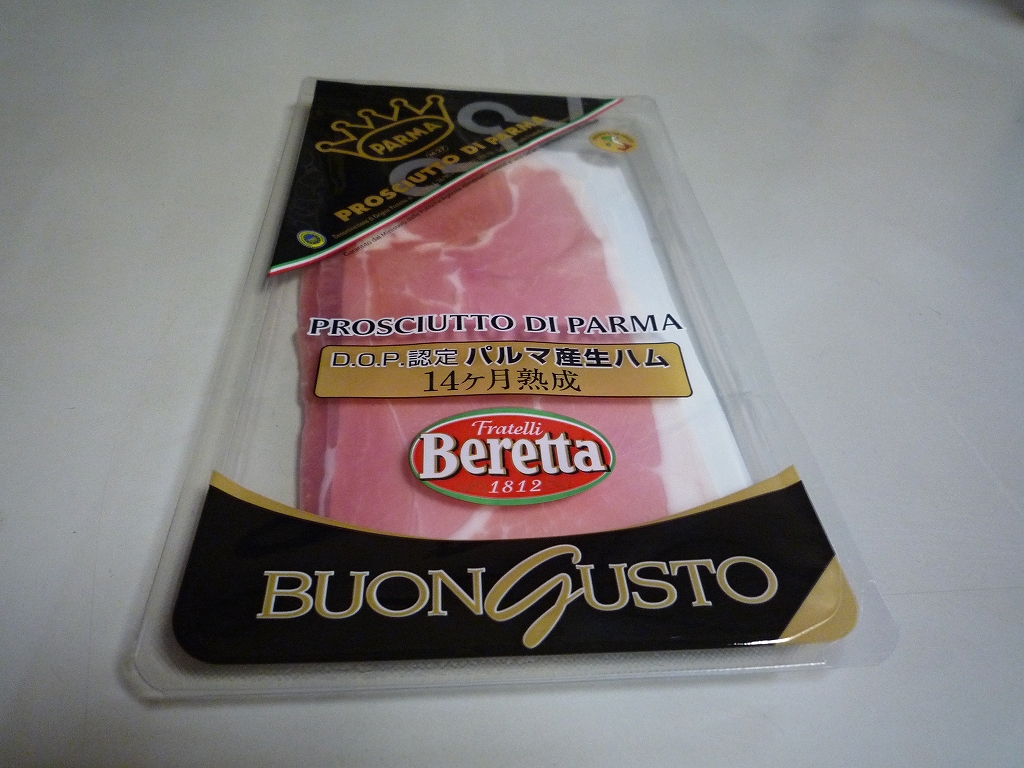 PARMA
PROSCIUTTO DI PARMA
PROSCIUTTO DI PARMA
D.O.P.認定 パルマ産生ハム
14ヶ月熟成
Fratelli
Beretta
1812
BUONGUSTO